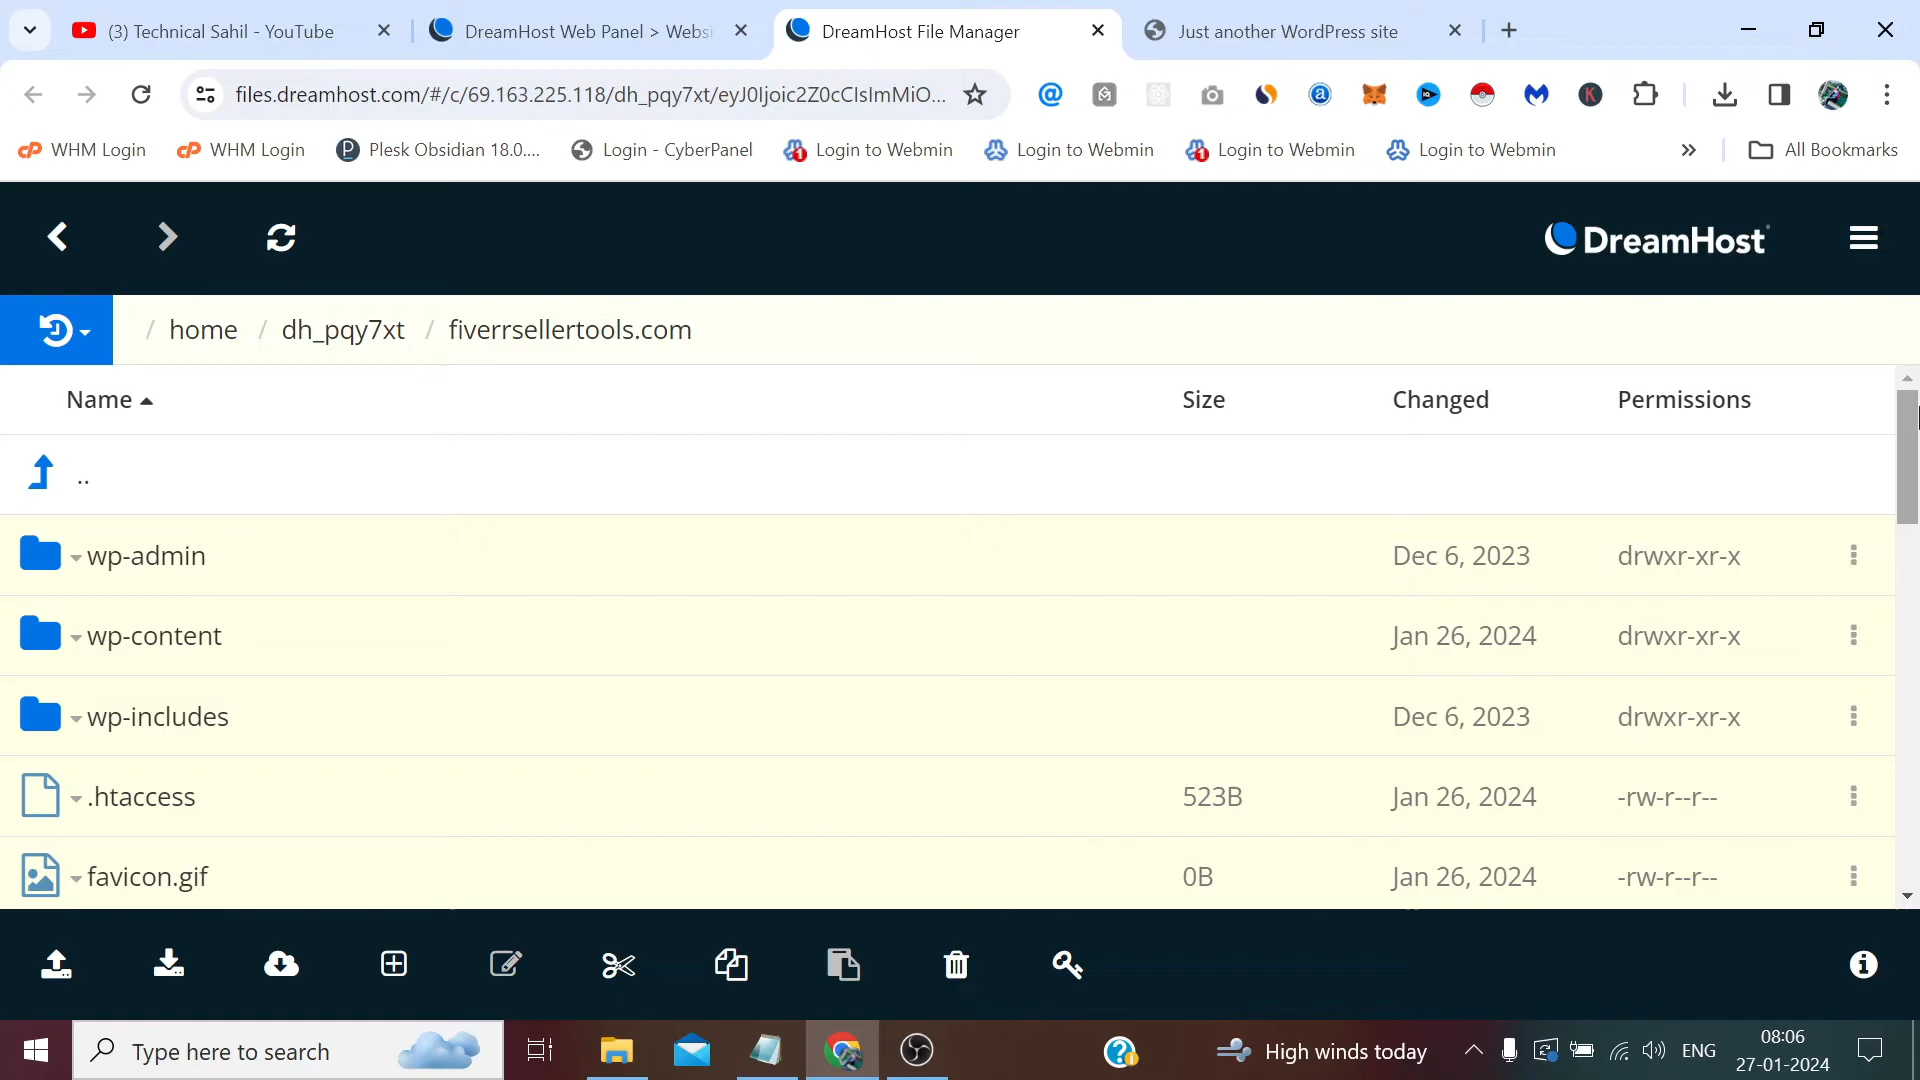 (3) Technical Sahil - YouTube
DreamHost Web Panel > Websi
DreamHost File Manager
Just another WordPress site
files.dreamhost.com/#/c/69.163.225.118/dh_pqy7xt/eyJ0Ijoic2Z0cCIsImMiO...
WHM Login
WHM Login
Plesk Obsidian 18.0....
Login - CyberPanel
Login to Webmin
Login to Webmin
Login to Webmin
Login to Webmin
»
All Bookmarks
DreamHost
/ home / dh_pqy7xt / fiverrsellertools.com
Name Size Changed Permissions
..
wp-admin Dec 6, 2023 drwxr-xr-x
wp-content Jan 26, 2024 drwxr-xr-x
wp-includes Dec 6, 2023 drwxr-xr-x
.htaccess 523B Jan 26, 2024 -rw-r--r--
favicon.gif 0B Jan 26, 2024 -rw-r--r--
Type here to search
High winds today
ENG
08:06
27-01-2024